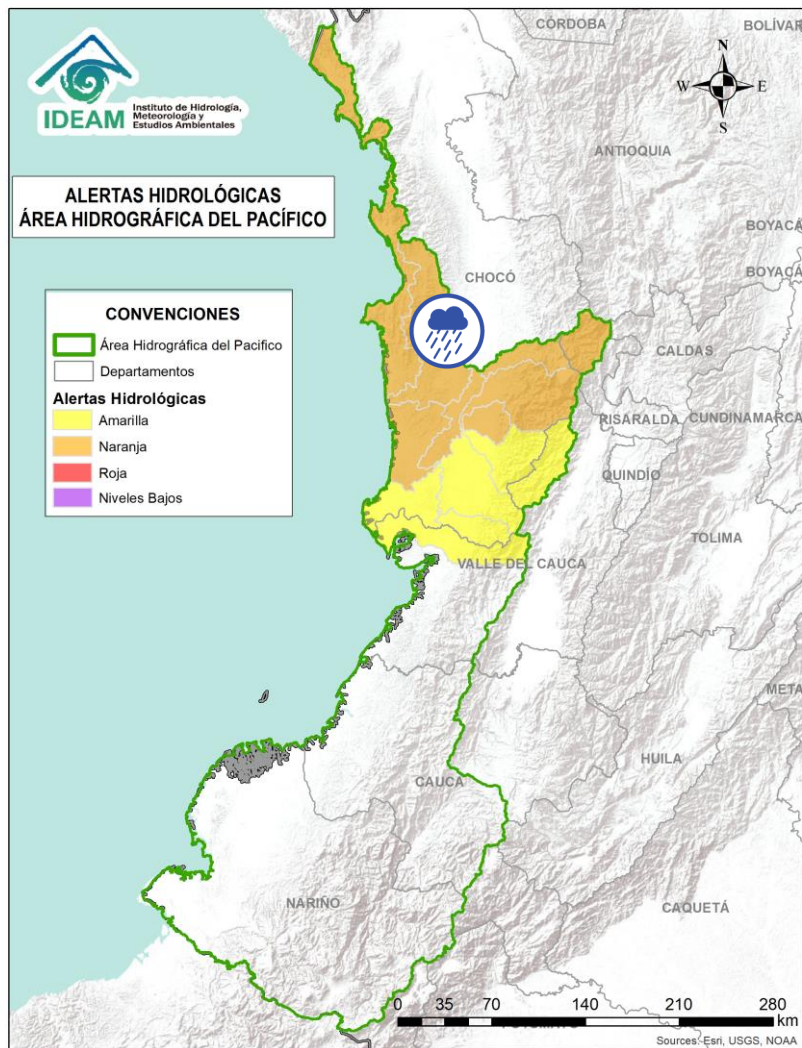 IDEAM
Instituto de Hidrología,
Meteorología y
Estudios Ambientales
ALERTAS HIDROLÓGICAS
ÁREA HIDROGRÁFICA DEL PACÍFICO
CONVENCIONES
Área Hidrográfica del Pacifico
Departamentos
Alertas Hidrológicas
Amarilla
Naranja
Roja
Niveles Bajos
N
W
E
S
CÓRDOBA
BOLÍVAR
ANTIOQUIA
BOYACÁ
BOYACÁ
CHOCÓ
CALDAS
RISARALDA
CUNDINAMARCA
QUINDÍO
TOLIMA
VALLE DEL CAUCA
META
HUILA
CAUCA
NARIÑO
CAQUETÁ
0 35 70 140 210 280
km
Sources: Esri, USGS, NOAA